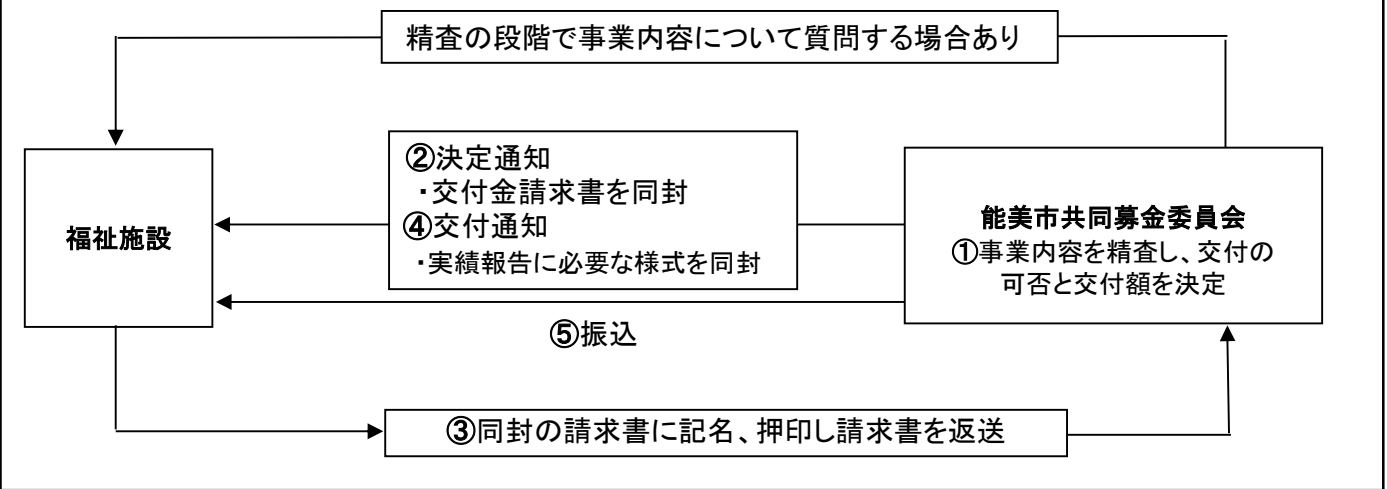 精査の段階で事業内容について質問する場合あり
②決定通知
・交付金請求書を同封
④交付通知
・実績報告に必要な様式を同封
福祉施設
能美市共同募金委員会
①事業内容を精査し、交付の
可否と交付額を決定
⑤振込
③同封の請求書に記名、押印し請求書を返送